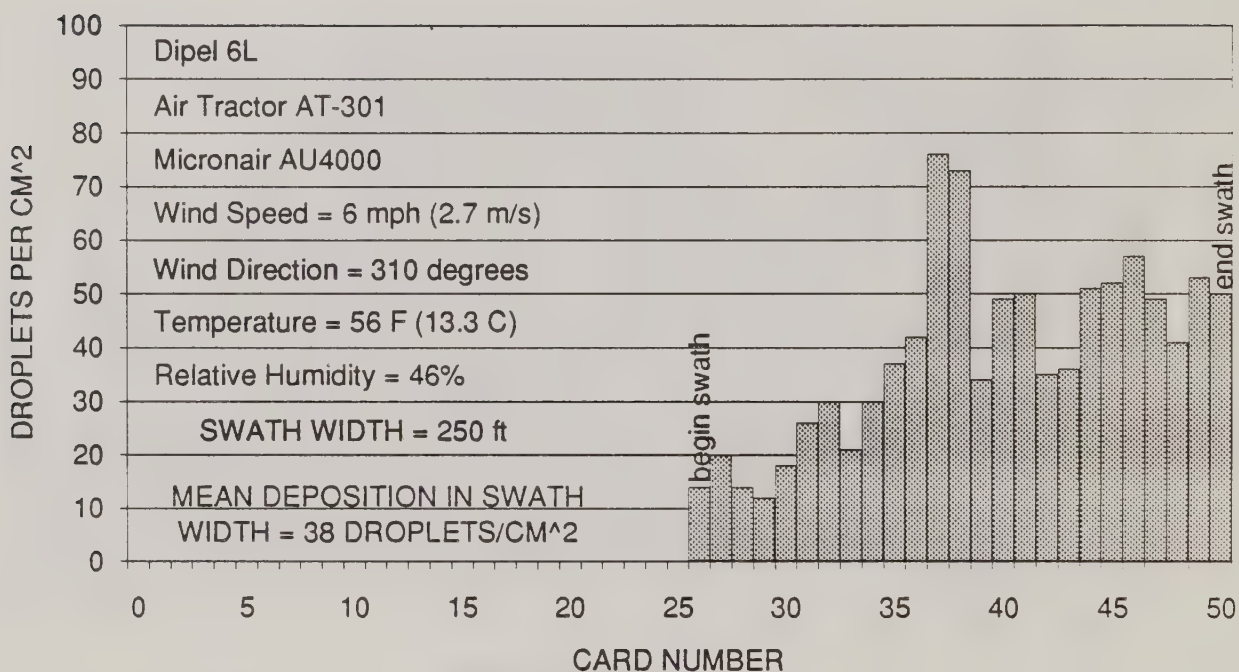 DROPLETS PER CM^2
100
90
80
70
60
50
40
30
20
10
0
Dipel 6L
Air Tractor AT-301
Micronair AU4000
Wind Speed = 6 mph (2.7 m/s)
Wind Direction = 310 degrees
Temperature = 56 F (13.3 C)
Relative Humidity = 46%
SWATH WIDTH = 250 ft
MEAN DEPOSITION IN SWATH
WIDTH = 38 DROPLETS/CM^2
begin swath
end swath
0 5 10 15 20 25 30 35 40 45 50
CARD NUMBER